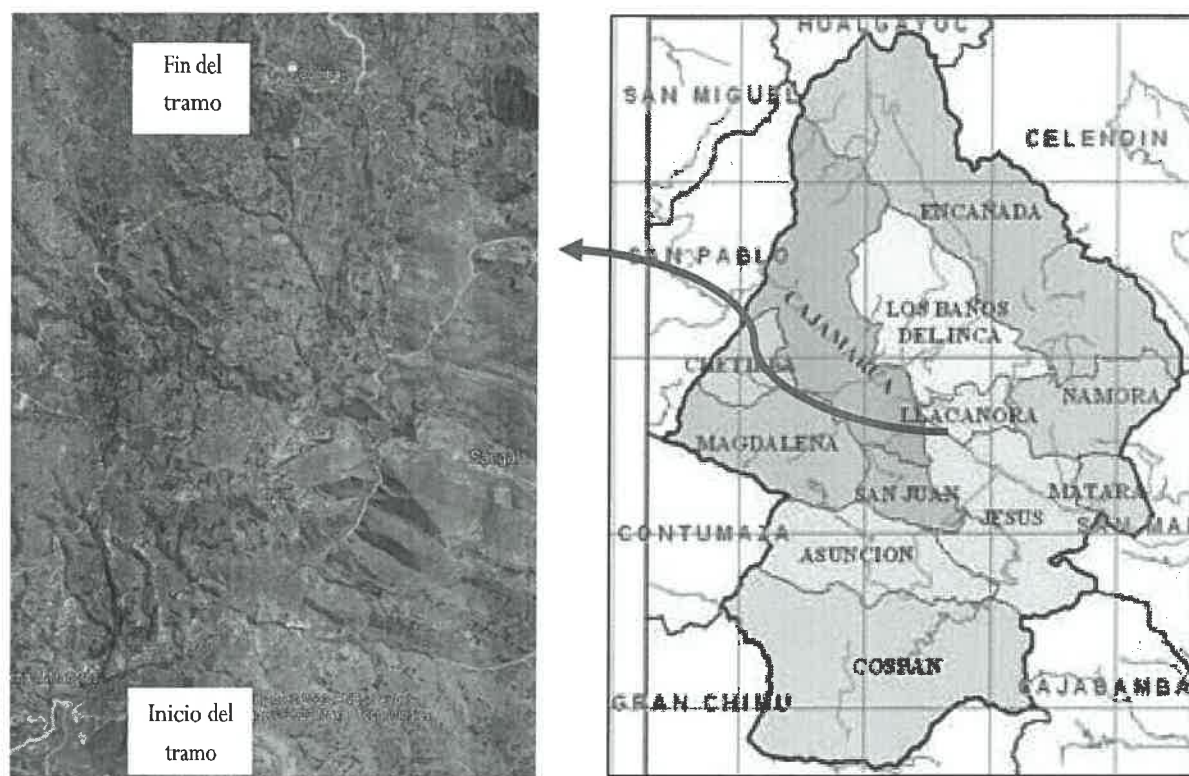 Fin del
tramo
Inicio del
tramo
HUALGAYOC
SAN MIGUEL
CELENDIN
ENCAÑADA
SAN PABLO
CAJAMARCA
LOS BAÑOS
DEL INCA
CHETILLA
NAMORA
LLACANORA
MAGDALENA
SAN JUAN
MATARA
JESUS
CONTUMAZA
ASUNCION
COSPAN
GRAN CHIMU
CAJABAMBA